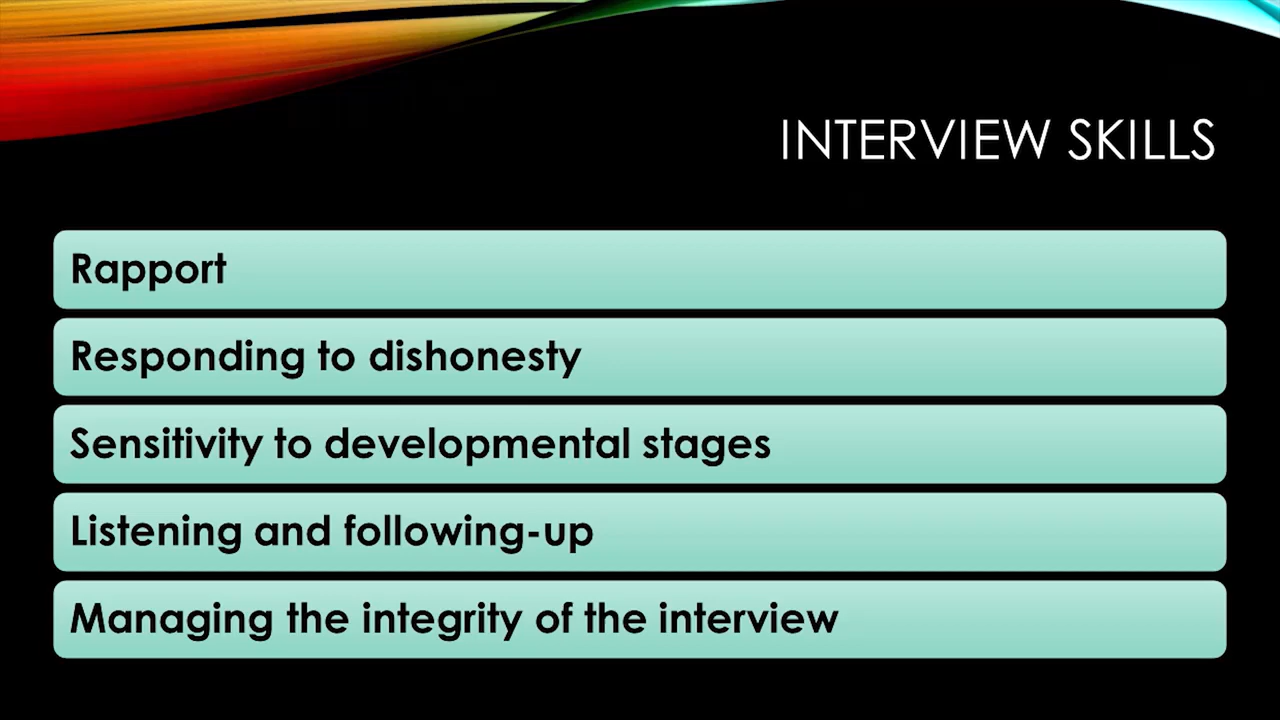 INTERVIEW SKILLS
Rapport
Responding to dishonesty
Sensitivity to developmental stages
Listening and following-up
Managing the integrity of the interview